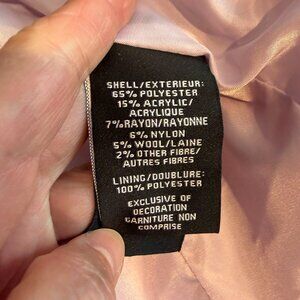 SHELL/EXTERIEUR:
65% POLYESTER
15% ACRYLIC/
ACRYLIQUE
7%RAYON/RAYONNE
6% NYLON
5% WOOL/LAINE
2% OTHER FIBRE/
AUTRES FIBRES
LINING/DOUBLURE:
100% POLYESTER
EXCLUSIVE OF
DECORATION
GARNITURE NON
COMPRISE